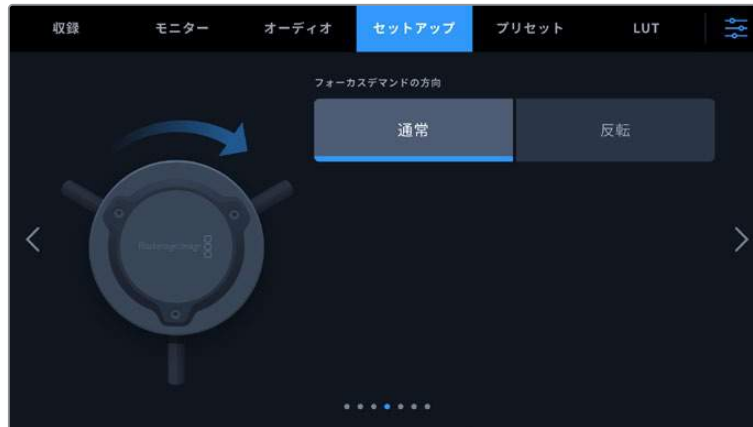 収録
モニター
オーディオ
セットアップ
プリセット
LUT
フォーカスデマンドの方向
通常
反転
Blackmagicdesign